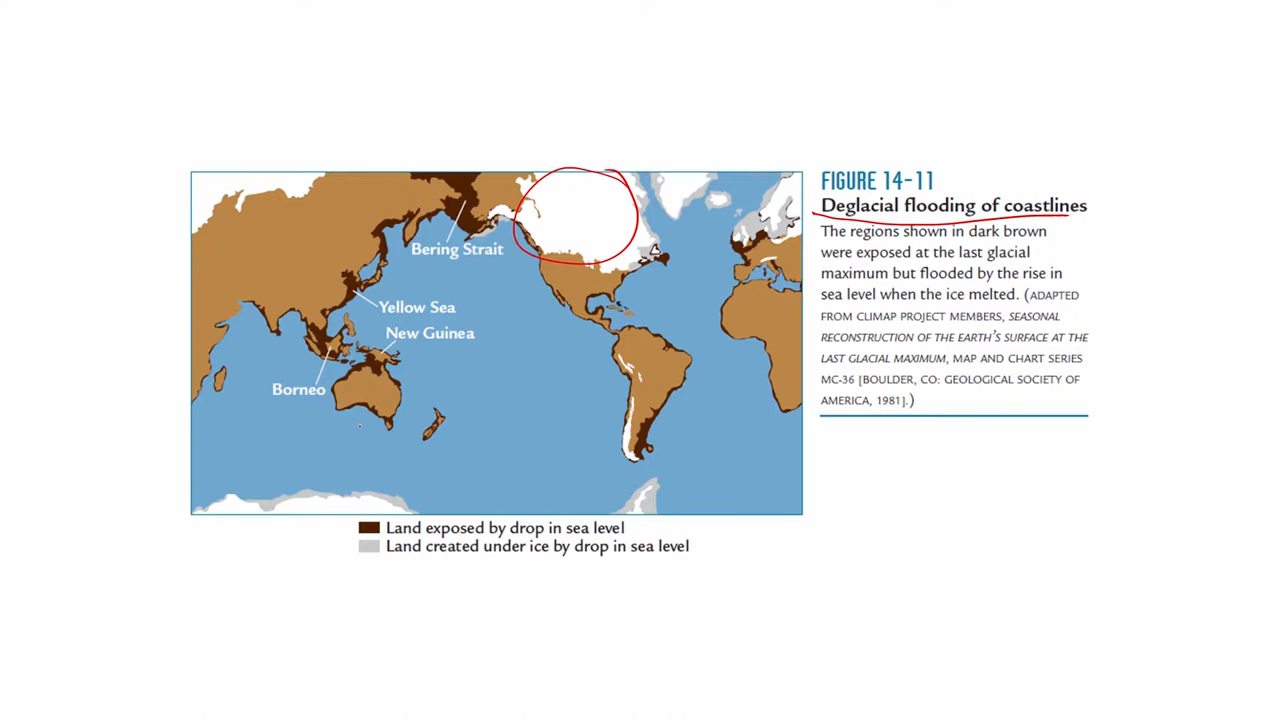 Bering Strait
Yellow Sea
New Guinea
Borneo
Land exposed by drop in sea level
Land created under ice by drop in sea level
FIGURE 14-11
Deglacial flooding of coastlines
The regions shown in dark brown
were exposed at the last glacial
maximum but flooded by the rise in
sea level when the ice melted. (ADAPTED
FROM CLIMAP PROJECT MEMBERS, SEASONAL
RECONSTRUCTION OF THE EARTH'S SURFACE AT THE
LAST GLACIAL MAXIMUM, MAP AND CHART SERIES
MC-36 [BOULDER, CO: GEOLOGICAL SOCIETY OF
AMERICA, 1981].)